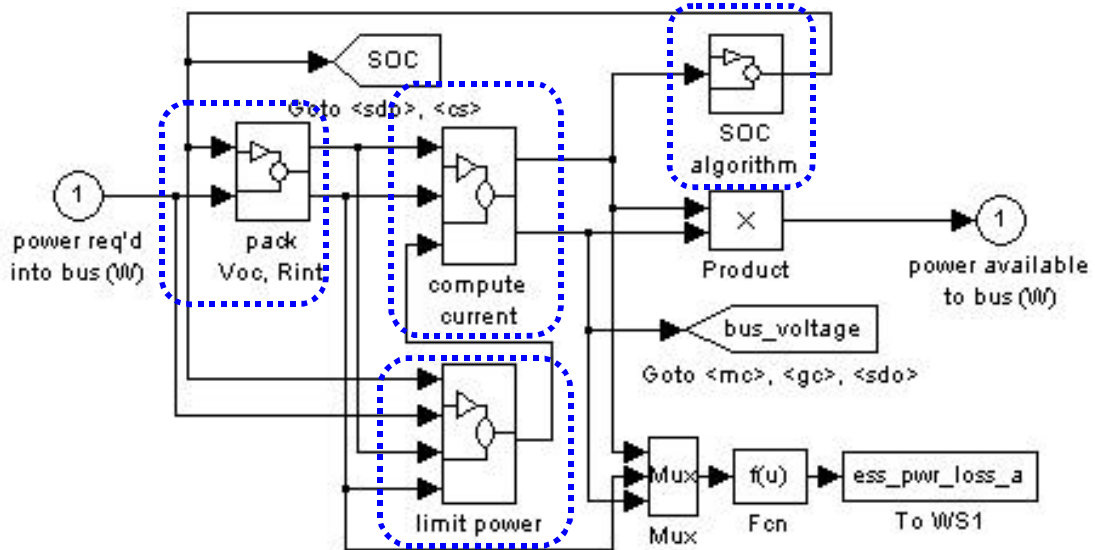 SOC
Goto <sdo>, <cs>
SOC
algorithm
1
power req'd
into bus (W)
pack
Voc, Rint
compute
current
×
Product
1
power available
to bus (W)
bus_voltage
Goto <mc>, <gc>, <sdo>
limit power
Mux
Mux
f(u)
Fcn
ess_pwr_loss_a
To WS1